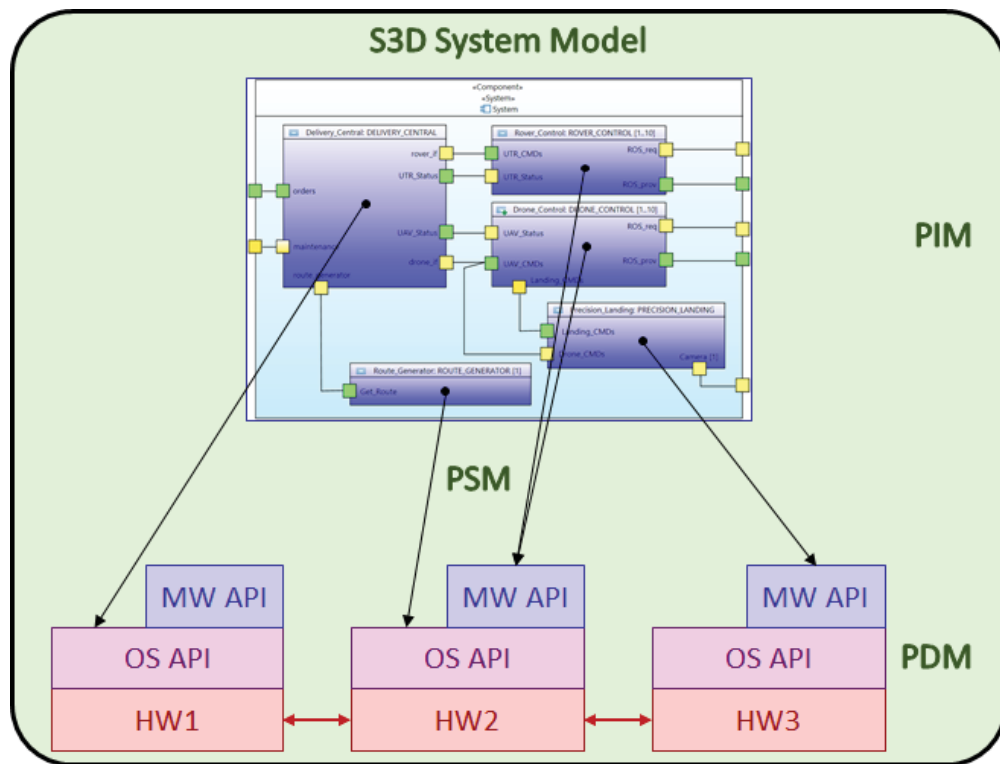 S3D System Model
«Component»
«System»
System
Delivery_Central: DELIVERY_CENTRAL
Rover_Control: ROVER_CONTROL [1..10]
rover_if
UTR_CMDs
ROS_req
UTR_Status
UTR_Status
ROS_prov
orders
Drone_Control: DRONE_CONTROL [1..10]
UAV_Status
UAV_Status
ROS_req
PIM
maintenance
drone_if
UAV_CMDs
ROS_prov
route_generator
Landing_CMDs
Precision_Landing: PRECISION_LANDING
Landing_CMDs
Drone_CMDs
Camera [1]
Route_Generator: ROUTE_GENERATOR [1]
Get_Route
PSM
MW API
MW API
MW API
OS API
OS API
OS API
PDM
HW1
HW2
HW3